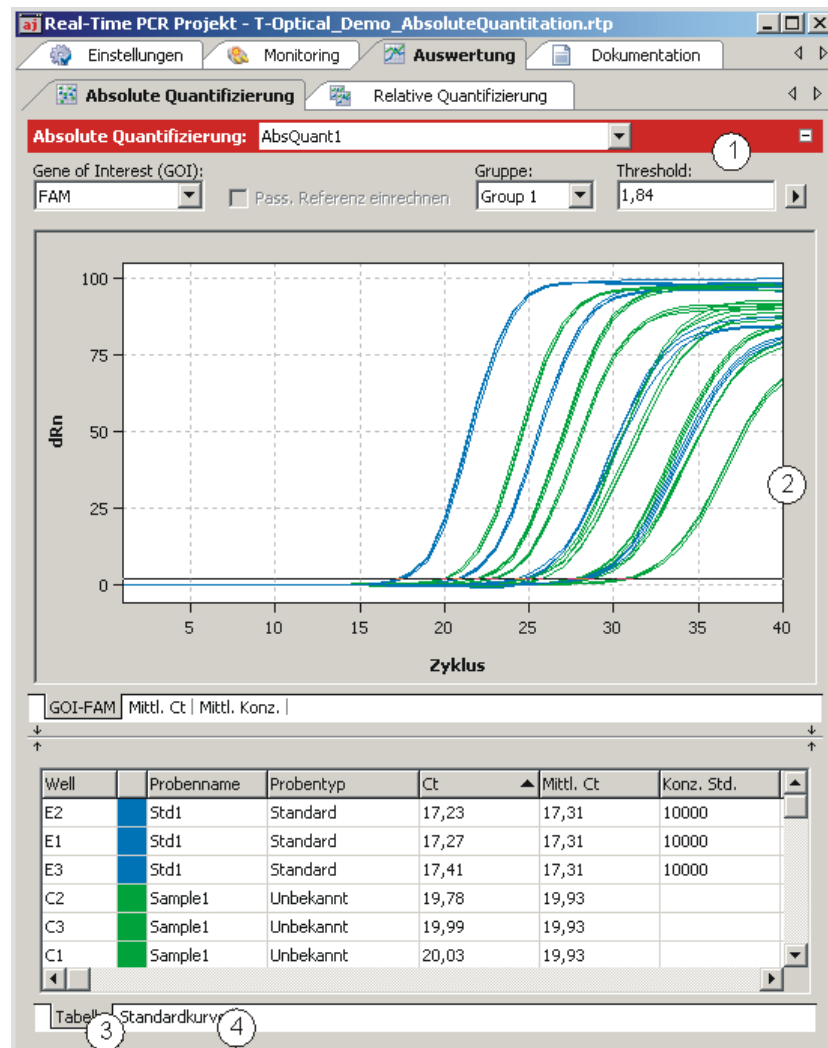 aj Real-Time PCR Projekt - T-Optical_Demo_AbsoluteQuantitation.rtp
Einstellungen Monitoring Auswertung Dokumentation
Absolute Quantifizierung Relative Quantifizierung
Absolute Quantifizierung: AbsQuant1
1
Gene of Interest (GOI): Gruppe: Threshold:
FAM Pass. Referenz einrechnen Group 1 1,84
100
75
50
25
0
dRn
2
5 10 15 20 25 30 35 40
Zyklus
GOI-FAM Mittl. Ct Mittl. Konz.
Well Probenname Probentyp Ct Mittl. Ct Konz. Std.
E2 Std1 Standard 17,23 17,31 10000
E1 Std1 Standard 17,27 17,31 10000
E3 Std1 Standard 17,41 17,31 10000
C2 Sample1 Unbekannt 19,78 19,93
C3 Sample1 Unbekannt 19,99 19,93
C1 Sample1 Unbekannt 20,03 19,93
Standardkurve
3 4